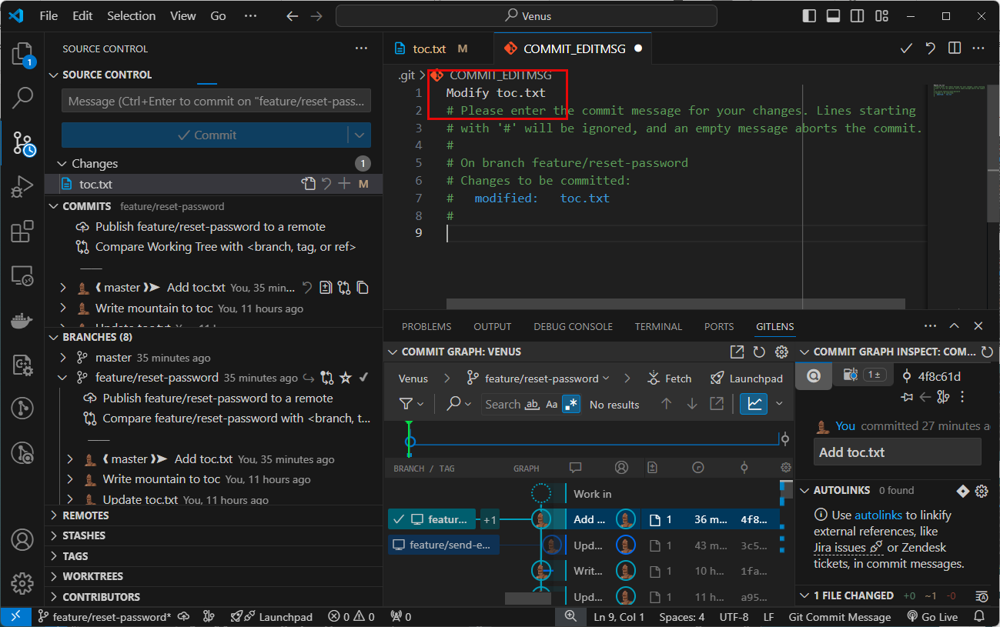 File Edit Selection View Go ··· Venus
SOURCE CONTROL
SOURCE CONTROL
Message (Ctrl+Enter to commit on "feature/reset-pass...
Commit
Changes 1
toc.txt M
COMMITS feature/reset-password
Publish feature/reset-password to a remote
Compare Working Tree with <branch, tag, or ref>
master Add toc.txt You, 35 min...
Write mountain to toc You, 11 hours ago
BRANCHES (8)
master 35 minutes ago
feature/reset-password 35 minutes ago
Publish feature/reset-password to a remote
Compare feature/reset-password with <branch, t...
master Add toc.txt You, 35 minutes ago
Write mountain to toc You, 11 hours ago
Update toc.txt You, 11 hours ago
REMOTES
STASHES
TAGS
WORKTREES
CONTRIBUTORS
toc.txt M COMMIT_EDITMSG
.git > COMMIT_EDITMSG
1 Modify toc.txt
2 # Please enter the commit message for your changes. Lines starting
3 # with '#' will be ignored, and an empty message aborts the commit.
4 #
5 # On branch feature/reset-password
6 # Changes to be committed:
7 #   modified:   toc.txt
8 #
9
PROBLEMS OUTPUT DEBUG CONSOLE TERMINAL PORTS GITLENS
COMMIT GRAPH: VENUS
Venus > feature/reset-password > Fetch Launchpad
Search ab Aa .* No results
BRANCH / TAG GRAPH
Work in
featur... +1 Add ... 1 36 m... 4f8...
feature/send-e... Upd... 1 43 m... 3c5...
Writ... 1 10 h... 1fa...
Upd... 1 11 h... a95...
COMMIT GRAPH INSPECT: COM...
1 ± 4f8c61d
You committed 27 minutes a
Add toc.txt
AUTOLINKS 0 found
Use autolinks to linkify
external references, like
Jira issues or Zendesk
tickets, in commit messages.
1 FILE CHANGED +0 ~1 -0
feature/reset-password* Launchpad 0 0 0 Ln 9, Col 1 Spaces: 4 UTF-8 LF Git Commit Message Go Live
1